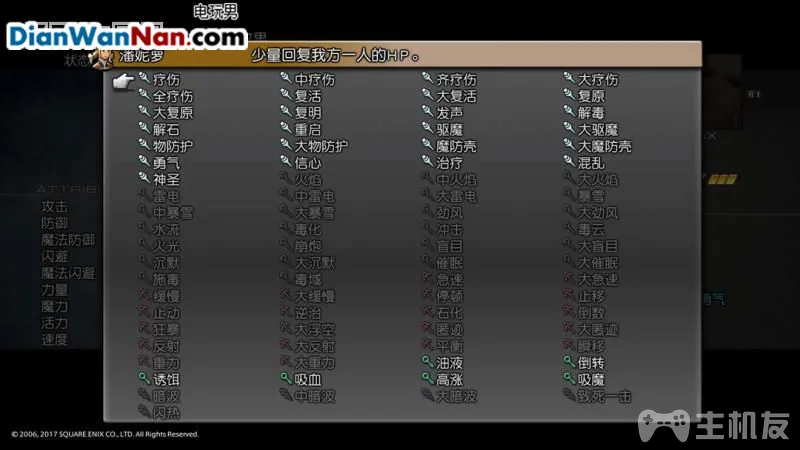 电玩男
DianWanNan.com
潘妮罗 少量回复我方一人的HP。
疗伤 中疗伤 齐疗伤 大疗伤
全疗伤 复活 大复活 复原
大复原 复明 发声 解毒
解石 重启 驱魔 大驱魔
物防护 大物防护 魔防壳 大魔防壳
勇气 信心 治疗 混乱
神圣 火焰 中火焰 大火焰
雷电 中雷电 大雷电 暴雪
中暴雪 大暴雪 劲风 大劲风
水流 毒化 冲击 毒云
火光 崩炮 盲目 大盲目
沉默 大沉默 催眠 大催眠
施毒 毒域 急速 大急速
缓慢 大缓慢 停顿 止移
止动 逆治 石化 倒数
狂暴 大浮空 匿迹 大匿迹
反射 大反射 平衡 瞬移
重力 大重力 油液 倒转
诱饵 吸血 高涨 吸魔
暗波 中暗波 大暗波 致死一击
闪热
状态
ATTRIB
攻击
防御
魔法防御
闪避
魔法闪避
力量
魔力
活力
速度
勇气
© 2006, 2017 SQUARE ENIX CO., LTD. All Rights Reserved.
主机友